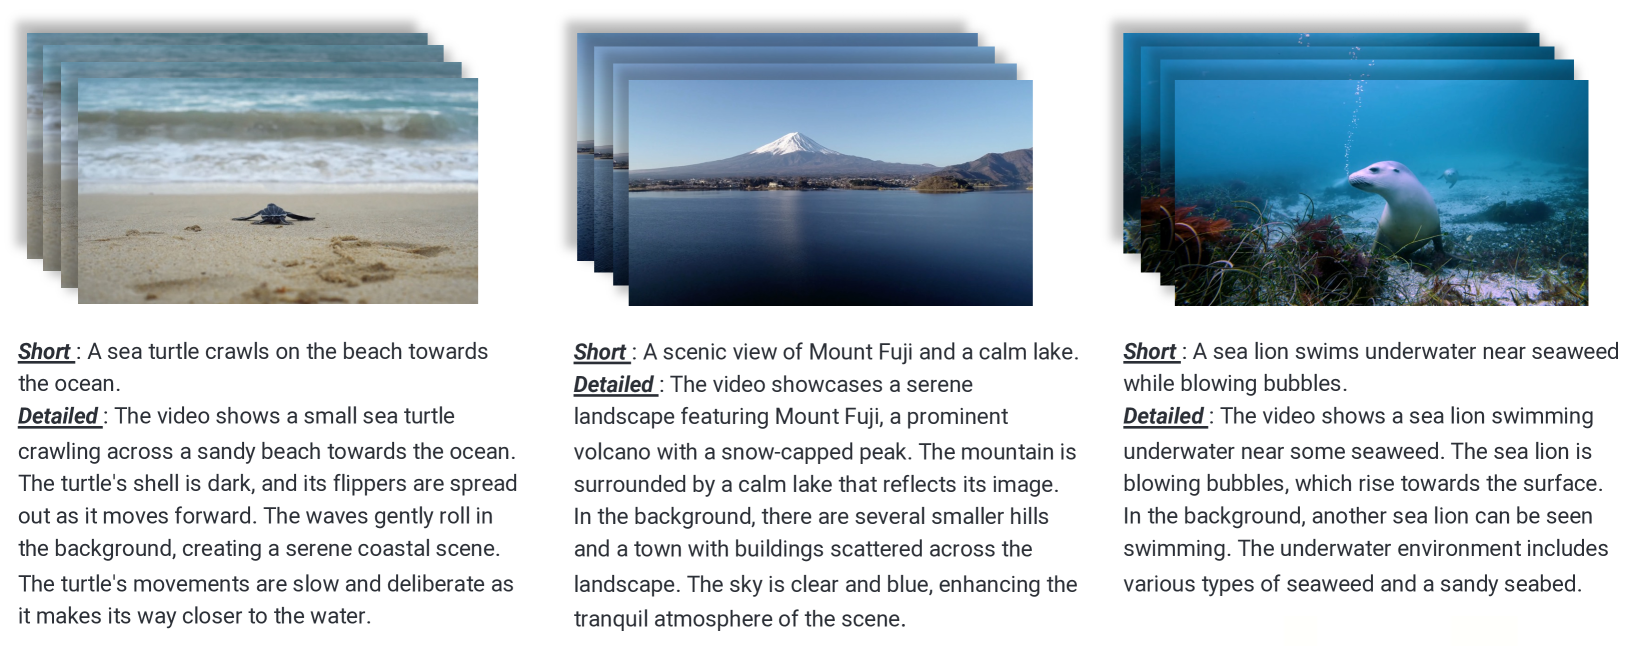 Short : A sea turtle crawls on the beach towards
the ocean.
Detailed : The video shows a small sea turtle
crawling across a sandy beach towards the ocean.
The turtle's shell is dark, and its flippers are spread
out as it moves forward. The waves gently roll in
the background, creating a serene coastal scene.
The turtle's movements are slow and deliberate as
it makes its way closer to the water.
Short : A scenic view of Mount Fuji and a calm lake.
Detailed : The video showcases a serene
landscape featuring Mount Fuji, a prominent
volcano with a snow-capped peak. The mountain is
surrounded by a calm lake that reflects its image.
In the background, there are several smaller hills
and a town with buildings scattered across the
landscape. The sky is clear and blue, enhancing the
tranquil atmosphere of the scene.
Short : A sea lion swims underwater near seaweed
while blowing bubbles.
Detailed : The video shows a sea lion swimming
underwater near some seaweed. The sea lion is
blowing bubbles, which rise towards the surface.
In the background, another sea lion can be seen
swimming. The underwater environment includes
various types of seaweed and a sandy seabed.